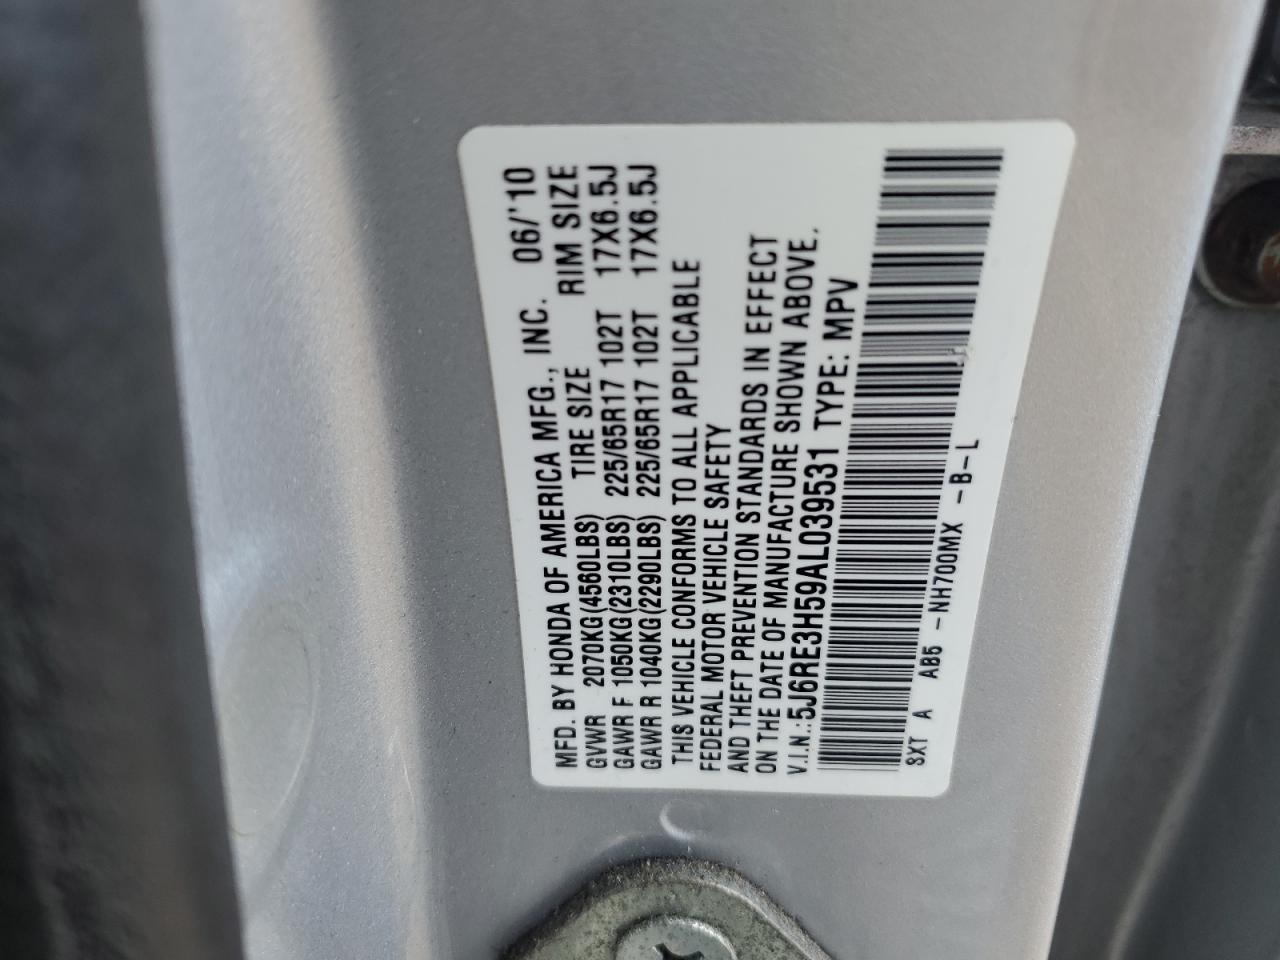 MFD. BY HONDA OF AMERICA MFG., INC. 06/'10
GVWR 2070KG(4560LBS) TIRE SIZE RIM SIZE
GAWR F 1050KG(2310LBS) 225/65R17 102T 17X6.5J
GAWR R 1040KG(2290LBS) 225/65R17 102T 17X6.5J
THIS VEHICLE CONFORMS TO ALL APPLICABLE
FEDERAL MOTOR VEHICLE SAFETY
AND THEFT PREVENTION STANDARDS IN EFFECT
ON THE DATE OF MANUFACTURE SHOWN ABOVE.
V.I.N.:5J6RE3H59AL039531 TYPE: MPV
SXT A AB5 -NH700MX -B-L